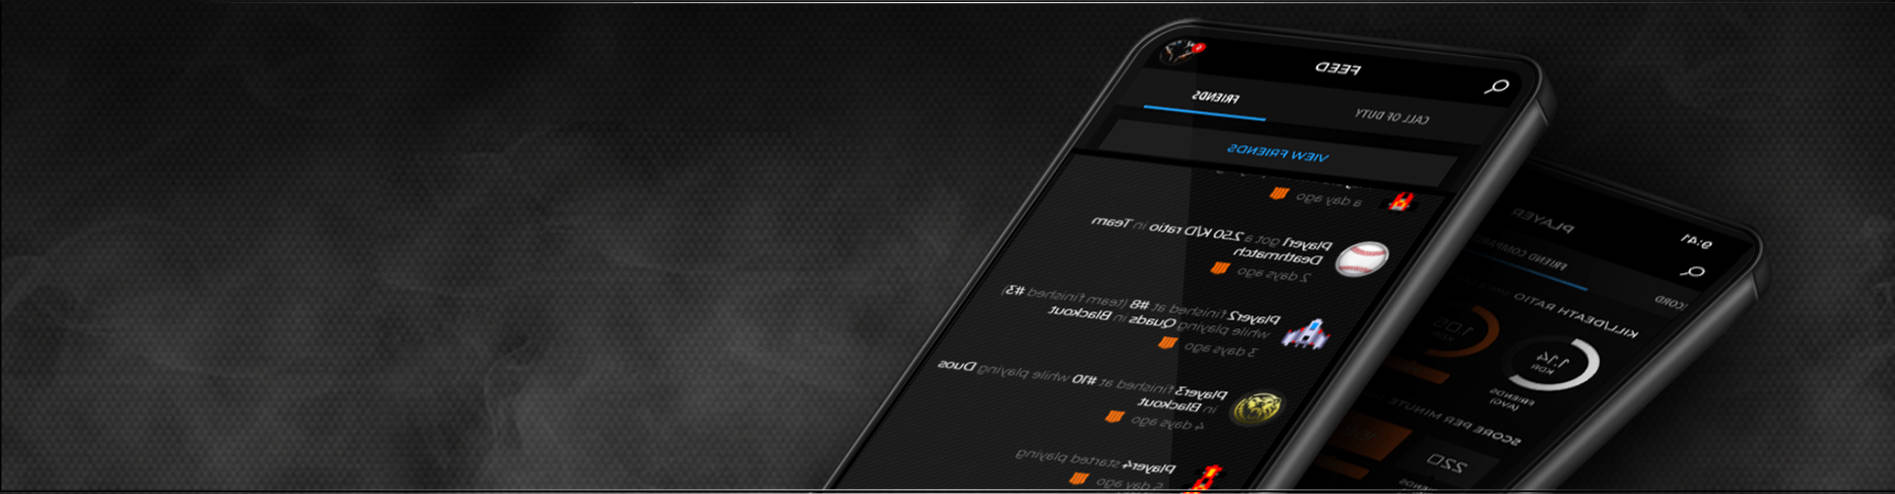 FEED
FRIENDS
CALL OF DUTY
VIEW FRIENDS
a day ago
Player1 got a 2.50 K/D ratio in Team
Deathmatch
2 days ago
Player2 finished at #8 (team finished #3)
while playing Quads in Blackout
3 days ago
Player3 finished at #10 while playing Duos
in Blackout
4 days ago
Player4 started playing
5 day ago
9:41
PLAYER
KILL/DEATH RATIO
1.14
KDR
FRIENDS
(AVG)
SCORE PER MINUTE
220